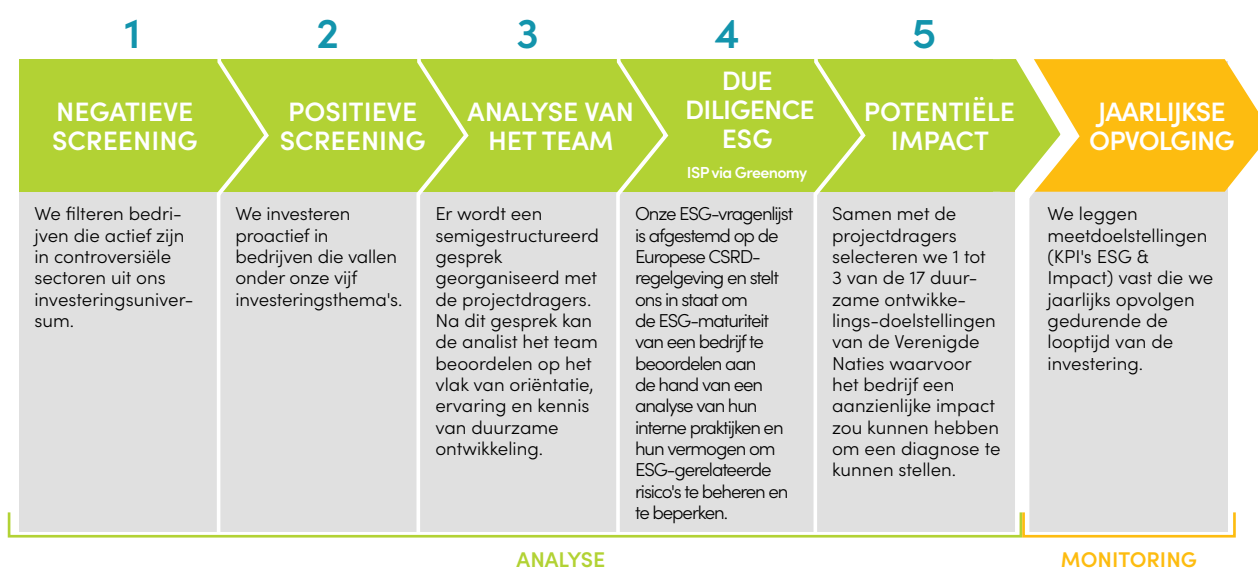 1
NEGATIEVE
SCREENING
We filteren bedri-
jven die actief zijn
in controversiële
sectoren uit ons
investeringsuniver-
sum.
2
POSITIEVE
SCREENING
We investeren
proactief in
bedrijven die vallen
onder onze vijf
investeringsthema's.
3
ANALYSE VAN
HET TEAM
Er wordt een
semigestructureerd
gesprek
georganiseerd met
de projectdragers.
Na dit gesprek kan
de analist het team
beoordelen op het
vlak van oriëntatie,
ervaring en kennis
van duurzame
ontwikkeling.
4
DUE
DILIGENCE
ESG
ISP via Greenomy
Onze ESG-vragenlijst
is afgestemd op de
Europese CSRD-
regelgeving en stelt
ons in staat om
de ESG-maturiteit
van een bedrijf te
beoordelen aan
de hand van een
analyse van hun
interne praktijken en
hun vermogen om
ESG-gerelateerde
risico's te beheren en
te beperken.
5
POTENTIËLE
IMPACT
Samen met de
projectdragers
selecteren we 1 tot
3 van de 17 duur-
zame ontwikke-
lings-doelstellingen
van de Verenigde
Naties waarvoor
het bedrijf een
aanzienlijke impact
zou kunnen hebben
om een diagnose te
kunnen stellen.
JAARLIJKSE
OPVOLGING
We leggen
meetdoelstellingen
(KPI's ESG &
Impact) vast die we
jaarlijks opvolgen
gedurende de
looptijd van de
investering.
ANALYSE
MONITORING